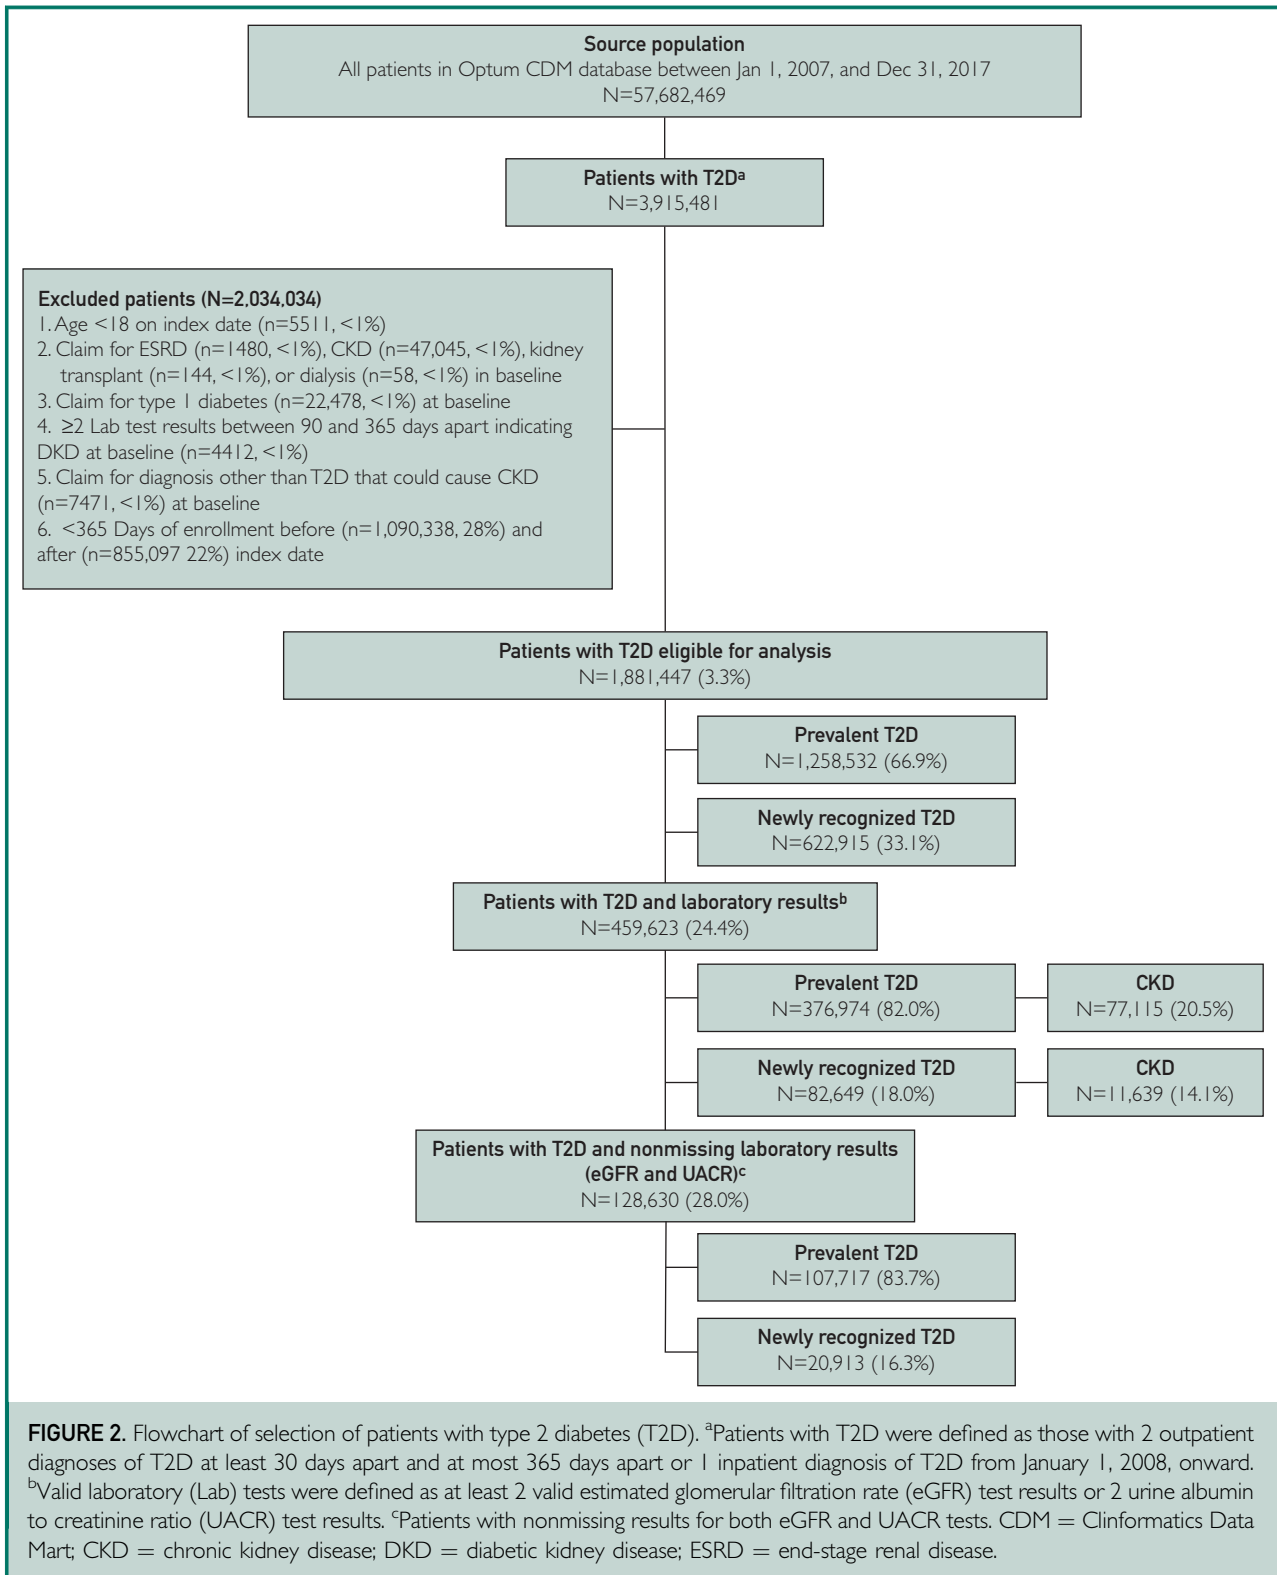 Source population
All patients in Optum CDM database between Jan 1, 2007, and Dec 31, 2017
N=57,682,469
Patients with T2Dᵃ
N=3,915,481
Excluded patients (N=2,034,034)
1. Age <18 on index date (n=5511, <1%)
2. Claim for ESRD (n=1480, <1%), CKD (n=47,045, <1%), kidney
transplant (n=144, <1%), or dialysis (n=58, <1%) in baseline
3. Claim for type 1 diabetes (n=22,478, <1%) at baseline
4. ≥2 Lab test results between 90 and 365 days apart indicating
DKD at baseline (n=4412, <1%)
5. Claim for diagnosis other than T2D that could cause CKD
(n=7471, <1%) at baseline
6. <365 Days of enrollment before (n=1,090,338, 28%) and
after (n=855,097 22%) index date
Patients with T2D eligible for analysis
N=1,881,447 (3.3%)
Prevalent T2D
N=1,258,532 (66.9%)
Newly recognized T2D
N=622,915 (33.1%)
Patients with T2D and laboratory resultsᵇ
N=459,623 (24.4%)
Prevalent T2D
N=376,974 (82.0%)
CKD
N=77,115 (20.5%)
Newly recognized T2D
N=82,649 (18.0%)
CKD
N=11,639 (14.1%)
Patients with T2D and nonmissing laboratory results
(eGFR and UACR)ᶜ
N=128,630 (28.0%)
Prevalent T2D
N=107,717 (83.7%)
Newly recognized T2D
N=20,913 (16.3%)
FIGURE 2. Flowchart of selection of patients with type 2 diabetes (T2D). ᵃPatients with T2D were defined as those with 2 outpatient
diagnoses of T2D at least 30 days apart and at most 365 days apart or 1 inpatient diagnosis of T2D from January 1, 2008, onward.
ᵇValid laboratory (Lab) tests were defined as at least 2 valid estimated glomerular filtration rate (eGFR) test results or 2 urine albumin
to creatinine ratio (UACR) test results. ᶜPatients with nonmissing results for both eGFR and UACR tests. CDM = Clinformatics Data
Mart; CKD = chronic kidney disease; DKD = diabetic kidney disease; ESRD = end-stage renal disease.